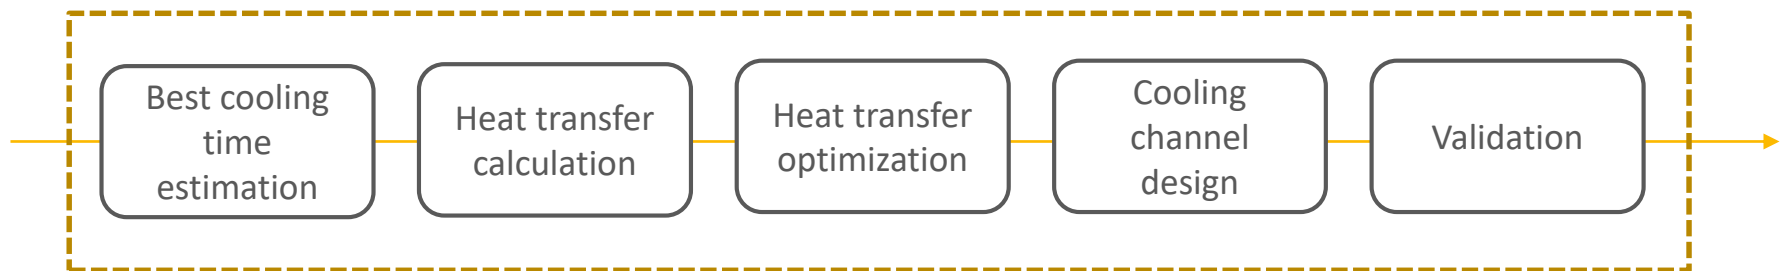 Best cooling
time
estimation
Heat transfer
calculation
Heat transfer
optimization
Cooling
channel
design
Validation